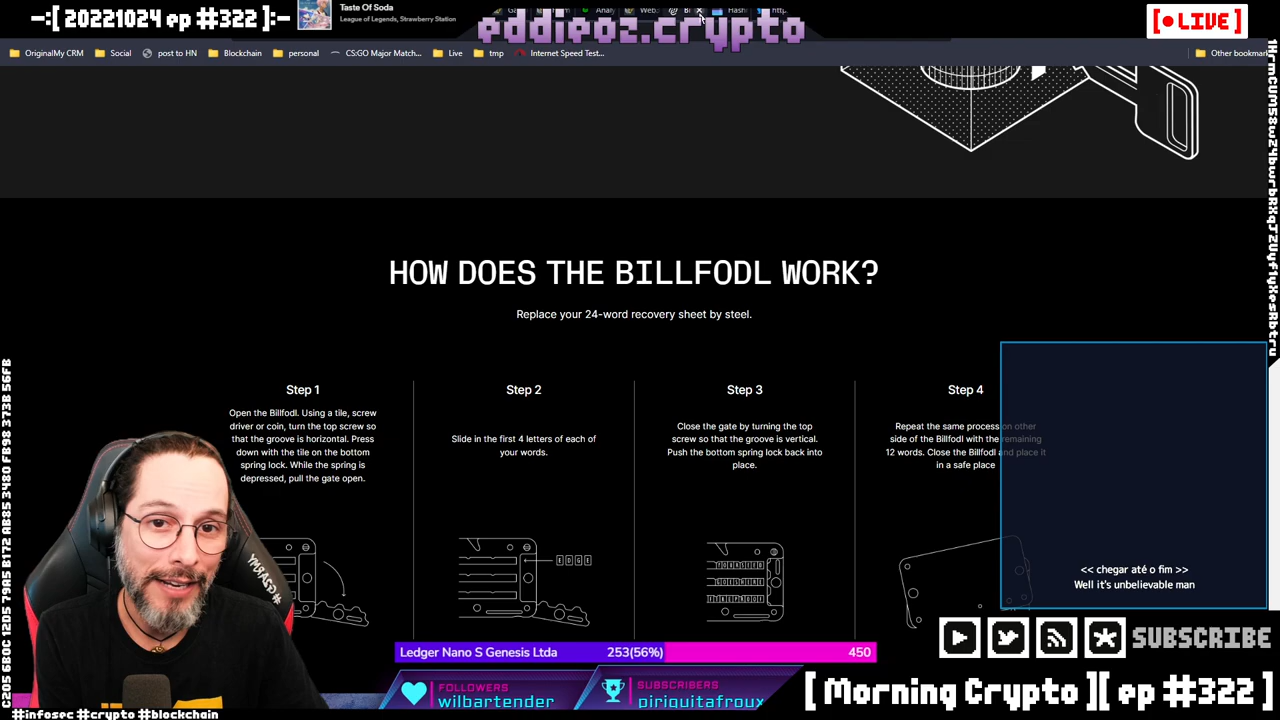 -:[ 20221024 ep #322 ]:-
Taste Of Soda
League of Legends, Strawberry Station
Analy
Web:
Hash
http
eddieoz.crypto
[● LIVE]
OriginalMy CRM
Social
post to HN
Blockchain
personal
CS:GO Major Match...
Live
tmp
Internet Speed Test...
Other bookmar
HOW DOES THE BILLFODL WORK?
Replace your 24-word recovery sheet by steel.
Step 1
Open the Billfodl. Using a tile, screw
driver or coin, turn the top screw so
that the groove is horizontal. Press
down with the tile on the bottom
spring lock. While the spring is
depressed, pull the gate open.
Step 2
Slide in the first 4 letters of each of
your words.
Step 3
Close the gate by turning the top
screw so that the groove is vertical.
Push the bottom spring lock back into
place.
Step 4
Repeat the same process on other
side of the Billfodl with the remaining
12 words. Close the Billfodl and place it
in a safe place
EDGE
<< chegar até o fim >>
Well it's unbelievable man
Ledger Nano S Genesis Ltda
253(56%)
450
FOLLOWERS
wilbartender
SUBSCRIBERS
piriquitafroux
SUBSCRIBE
[ Morning Crypto ][ ep #322 ]
#infosec #crypto #blockchain